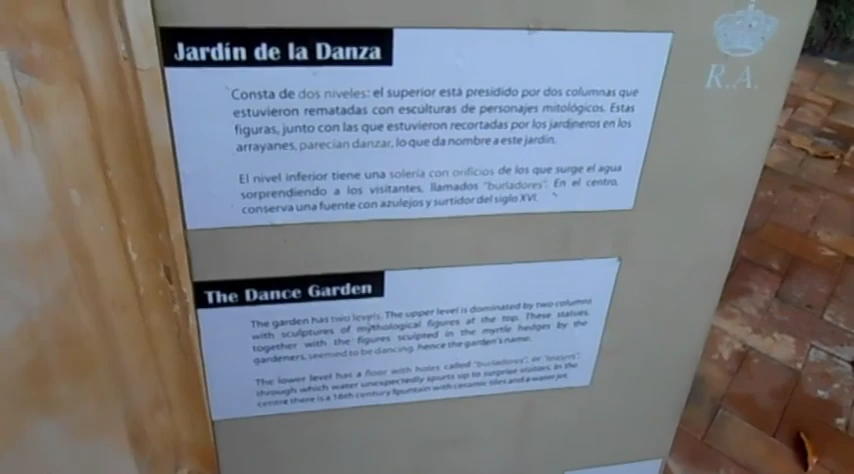 Jardín de la Danza
R.A.
Consta de dos niveles: el superior está presidido por dos columnas que
estuvieron rematadas con esculturas de personajes mitológicos. Estas
figuras, junto con las que estuvieron recortadas por los jardineros en los
arrayanes, parecían danzar, lo que da nombre a este jardín.
El nivel inferior tiene una solería con orificios de los que surge el agua
sorprendiendo a los visitantes, llamados "burladores". En el centro,
conserva una fuente con azulejos y surtidor del siglo XVI.
The Dance Garden
The garden has two levels. The upper level is dominated by two columns
with sculptures of mythological figures at the top. These statues,
together with the figures sculpted in the myrtle hedges by the
gardeners, seemed to be dancing, hence the garden's name.
The lower level has a floor with holes called "burladores", or "teasers",
through which water unexpectedly spurts up to surprise visitors. In the
centre there is a 16th century fpuntain with ceramic tiles and a water jet.